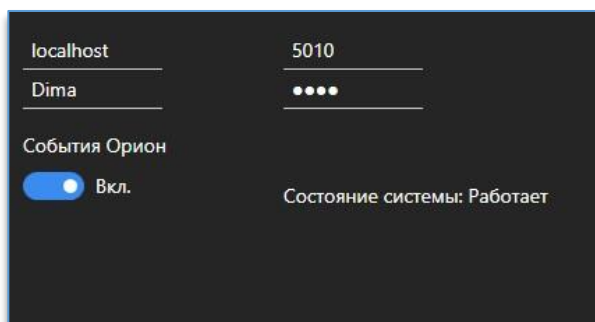 localhost 5010
Dima ●●●●
События Орион
Вкл.
Состояние системы: Работает